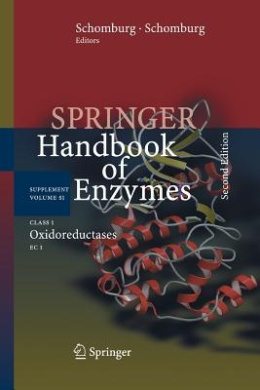 Schomburg · Schomburg
Editors
SPRINGER
Handbook
of
Enzymes
Second Edition
SUPPLEMENT
VOLUME S1
CLASS 1
Oxidoreductases
EC 1
Springer